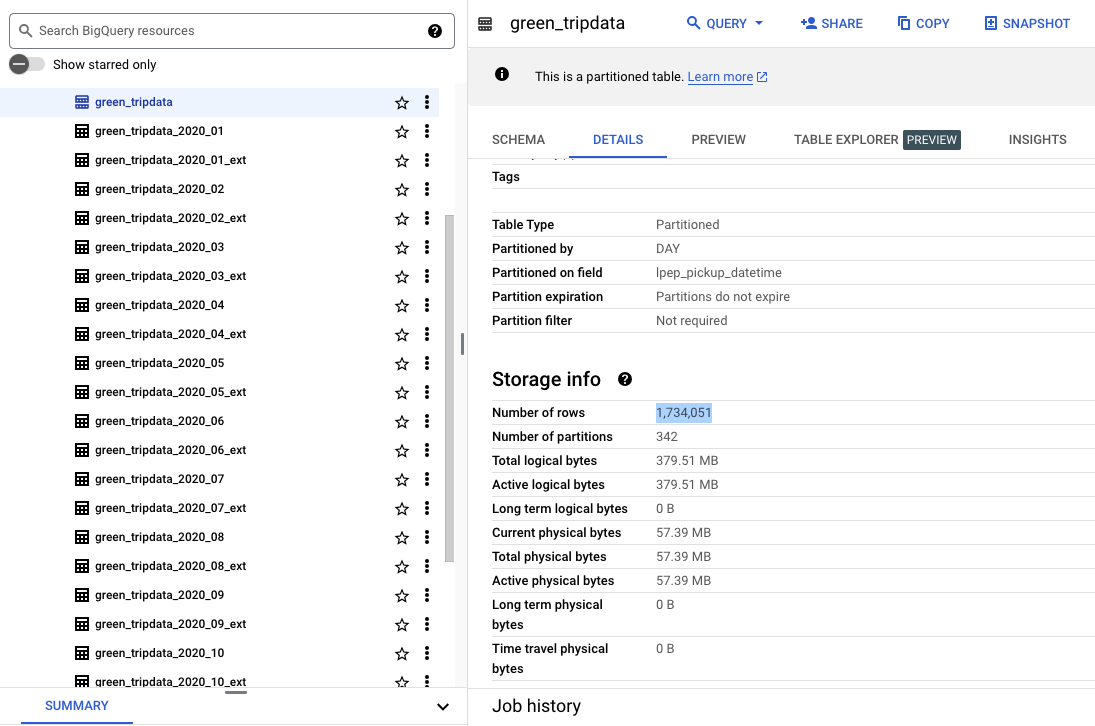 Search BigQuery resources
Show starred only
green_tripdata
green_tripdata_2020_01
green_tripdata_2020_01_ext
green_tripdata_2020_02
green_tripdata_2020_02_ext
green_tripdata_2020_03
green_tripdata_2020_03_ext
green_tripdata_2020_04
green_tripdata_2020_04_ext
green_tripdata_2020_05
green_tripdata_2020_05_ext
green_tripdata_2020_06
green_tripdata_2020_06_ext
green_tripdata_2020_07
green_tripdata_2020_07_ext
green_tripdata_2020_08
green_tripdata_2020_08_ext
green_tripdata_2020_09
green_tripdata_2020_09_ext
green_tripdata_2020_10
green_tripdata_2020_10_ext
SUMMARY
green_tripdata QUERY SHARE COPY SNAPSHOT
This is a partitioned table. Learn more
SCHEMA DETAILS PREVIEW TABLE EXPLORER PREVIEW INSIGHTS
Tags
Table Type Partitioned
Partitioned by DAY
Partitioned on field lpep_pickup_datetime
Partition expiration Partitions do not expire
Partition filter Not required
Storage info
Number of rows 1,734,051
Number of partitions 342
Total logical bytes 379.51 MB
Active logical bytes 379.51 MB
Long term logical bytes 0 B
Current physical bytes 57.39 MB
Total physical bytes 57.39 MB
Active physical bytes 57.39 MB
Long term physical 0 B
bytes
Time travel physical 0 B
bytes
Job history